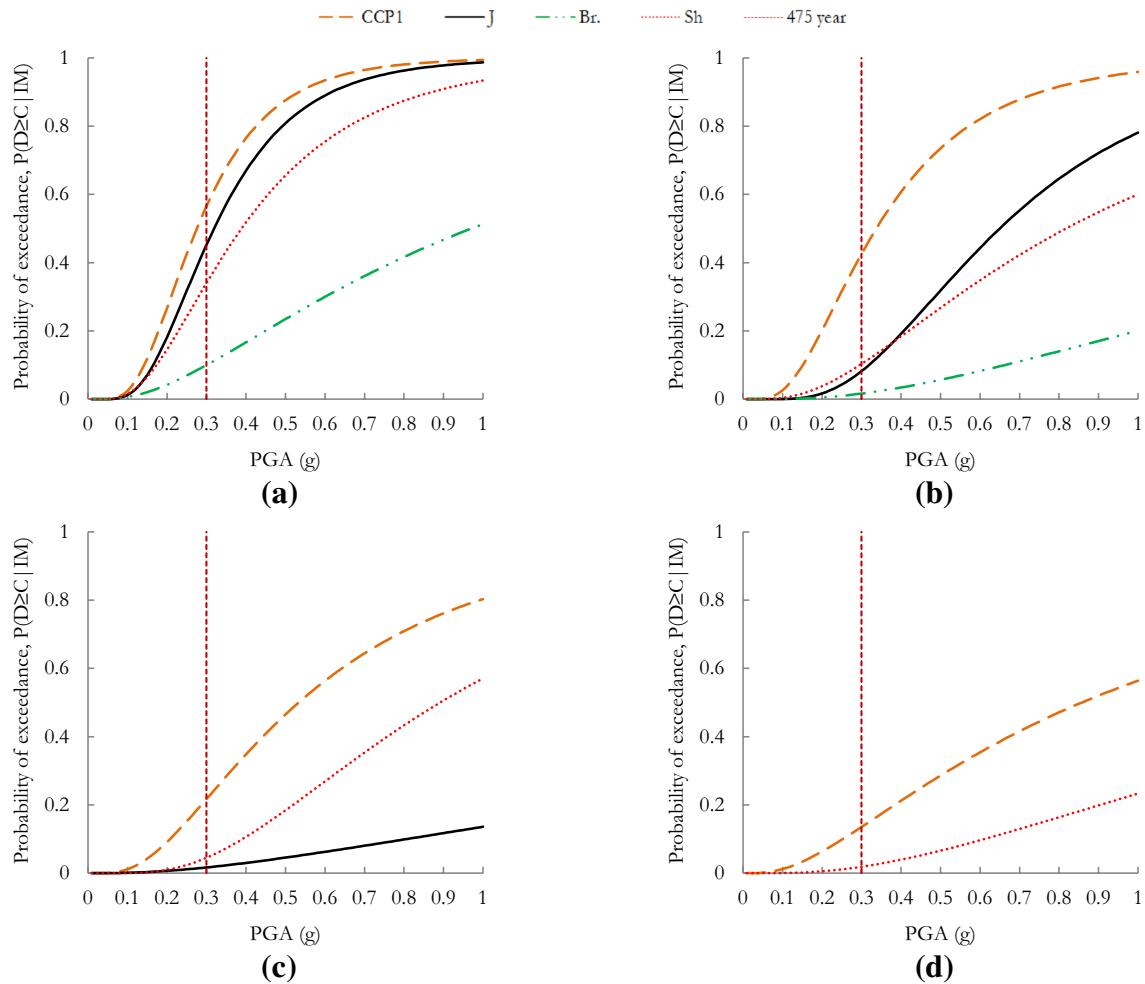 CCP1 J Br. Sh 475 year
Probability of exceedance, P(D≥C | IM)
1
0.8
0.6
0.4
0.2
0
0 0.1 0.2 0.3 0.4 0.5 0.6 0.7 0.8 0.9 1
PGA (g)
(a)
Probability of exceedance, P(D≥C | IM)
1
0.8
0.6
0.4
0.2
0
0 0.1 0.2 0.3 0.4 0.5 0.6 0.7 0.8 0.9 1
PGA (g)
(b)
Probability of exceedance, P(D≥C | IM)
1
0.8
0.6
0.4
0.2
0
0 0.1 0.2 0.3 0.4 0.5 0.6 0.7 0.8 0.9 1
PGA (g)
(c)
Probability of exceedance, P(D≥C | IM)
1
0.8
0.6
0.4
0.2
0
0 0.1 0.2 0.3 0.4 0.5 0.6 0.7 0.8 0.9 1
PGA (g)
(d)